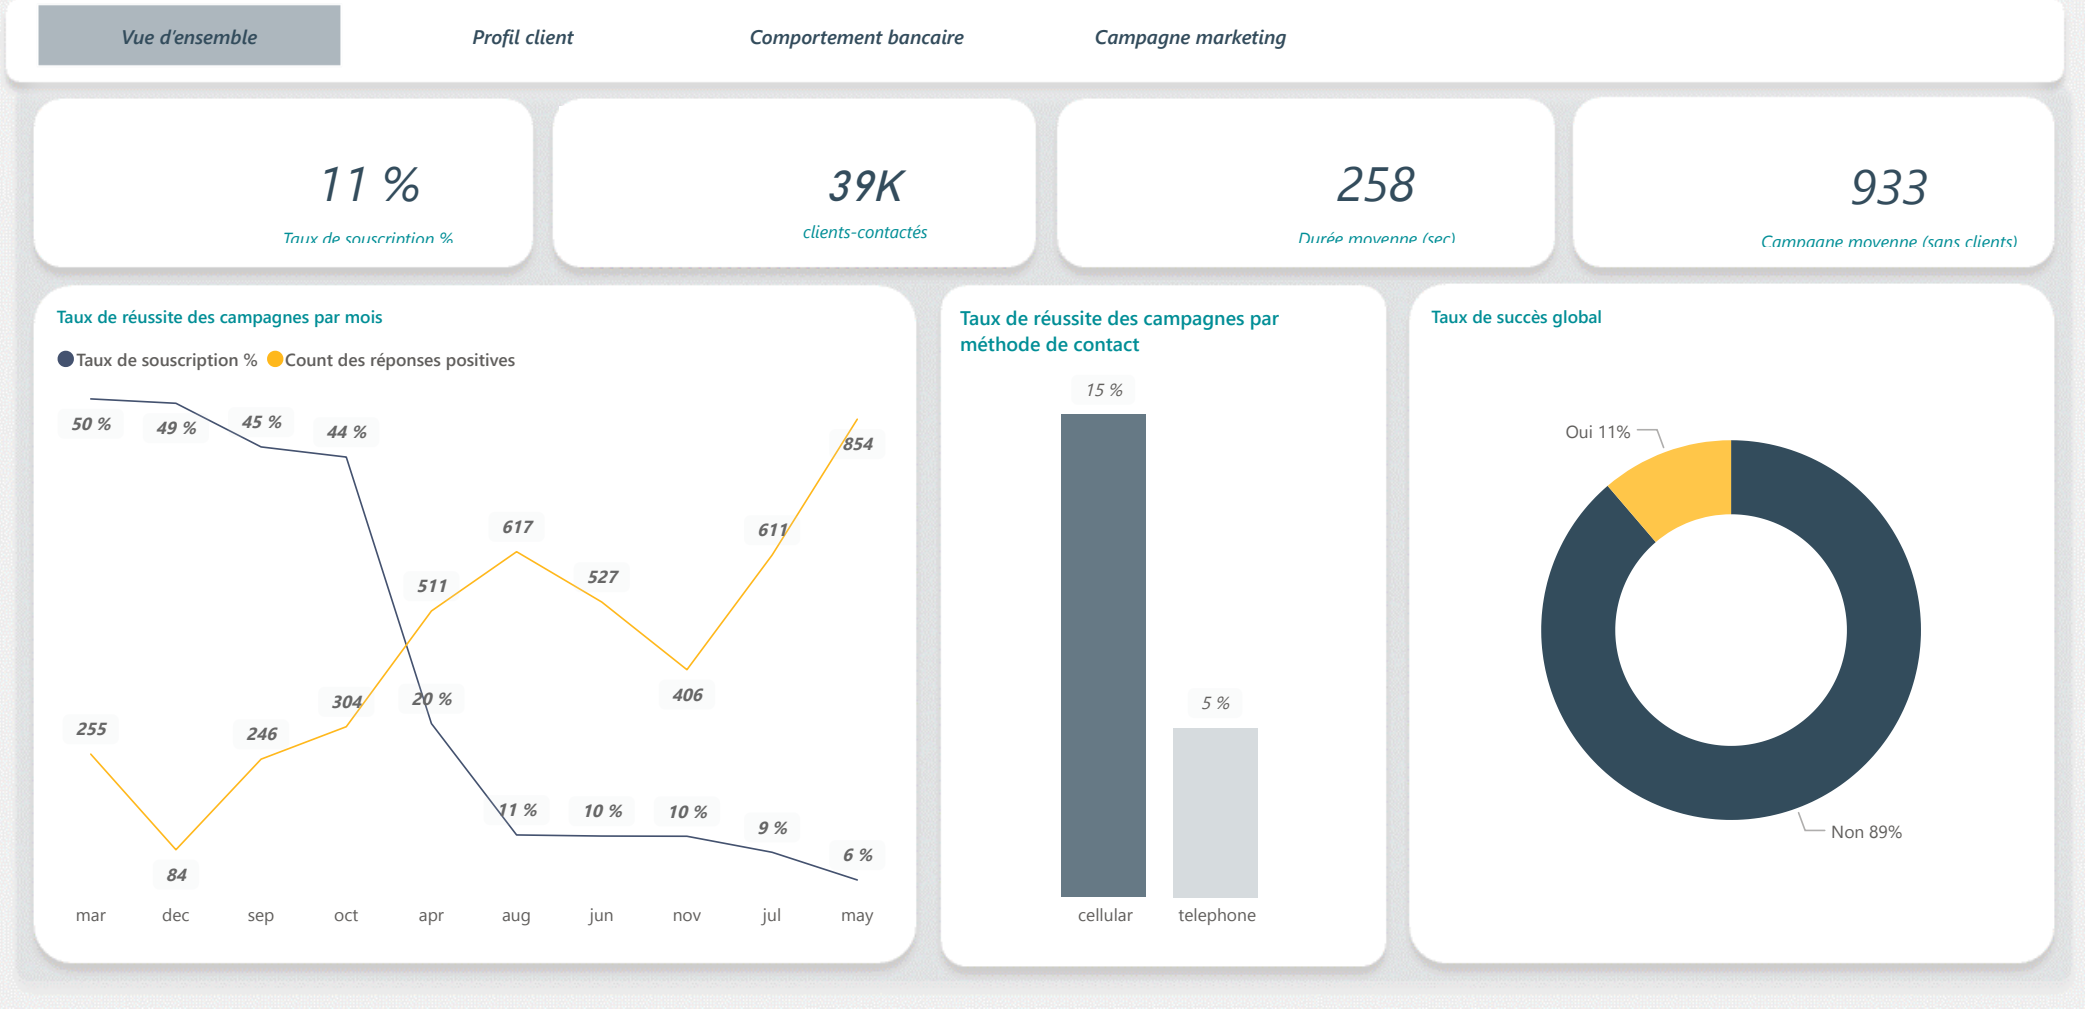 Vue d'ensemble
Profil client
Comportement bancaire
Campagne marketing
11 %
Taux de souscription %
39K
clients-contactés
258
Durée moyenne (sec)
933
Campagne moyenne (sans clients)
Taux de réussite des campagnes par mois
Taux de souscription % Count des réponses positives
50 %
49 %
45 %
44 %
20 %
11 %
10 %
10 %
9 %
6 %
255
84
246
304
511
617
527
406
611
854
mar dec sep oct apr aug jun nov jul may
Taux de réussite des campagnes par
méthode de contact
15 %
5 %
cellular telephone
Taux de succès global
Oui 11%
Non 89%